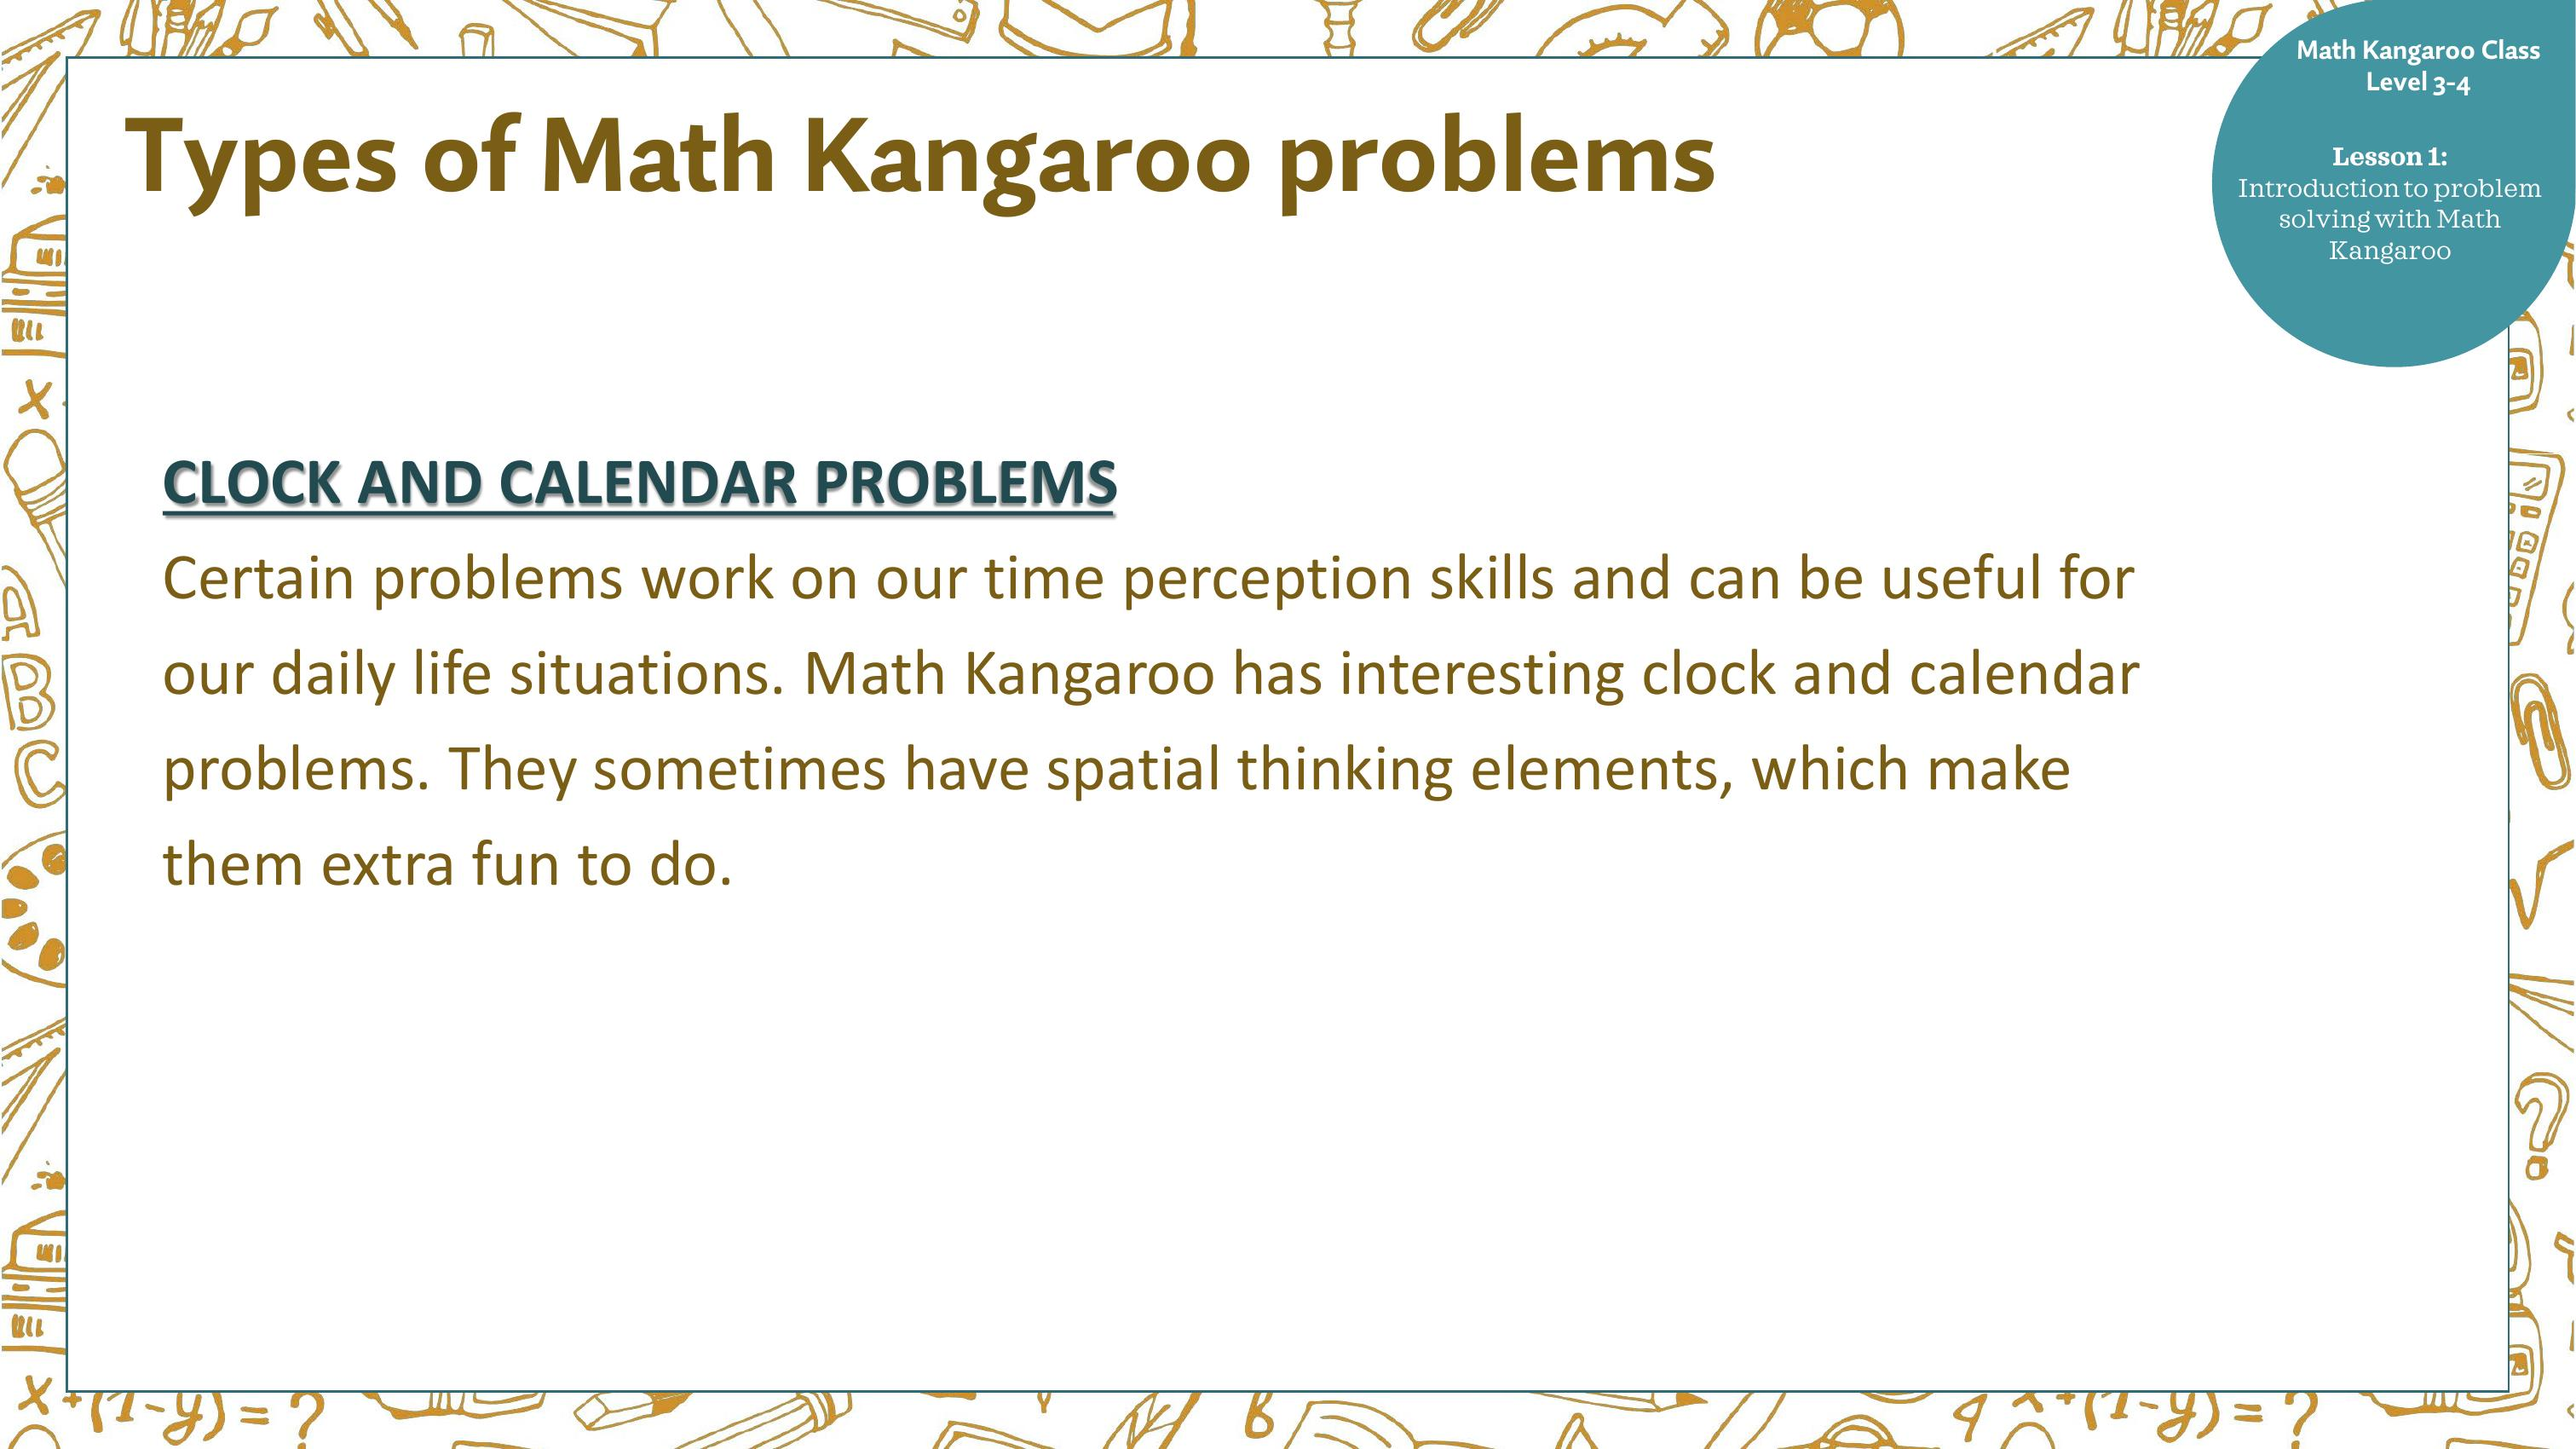 Math Kangaroo Class
Level 3-4
Lesson 1:
Introduction to problem
solving with Math
Kangaroo
Types of Math Kangaroo problems
CLOCK AND CALENDAR PROBLEMS
Certain problems work on our time perception skills and can be useful for
our daily life situations. Math Kangaroo has interesting clock and calendar
problems. They sometimes have spatial thinking elements, which make
them extra fun to do.
x
A
B
C
x+(1-y)=?
x+(1-y)=?